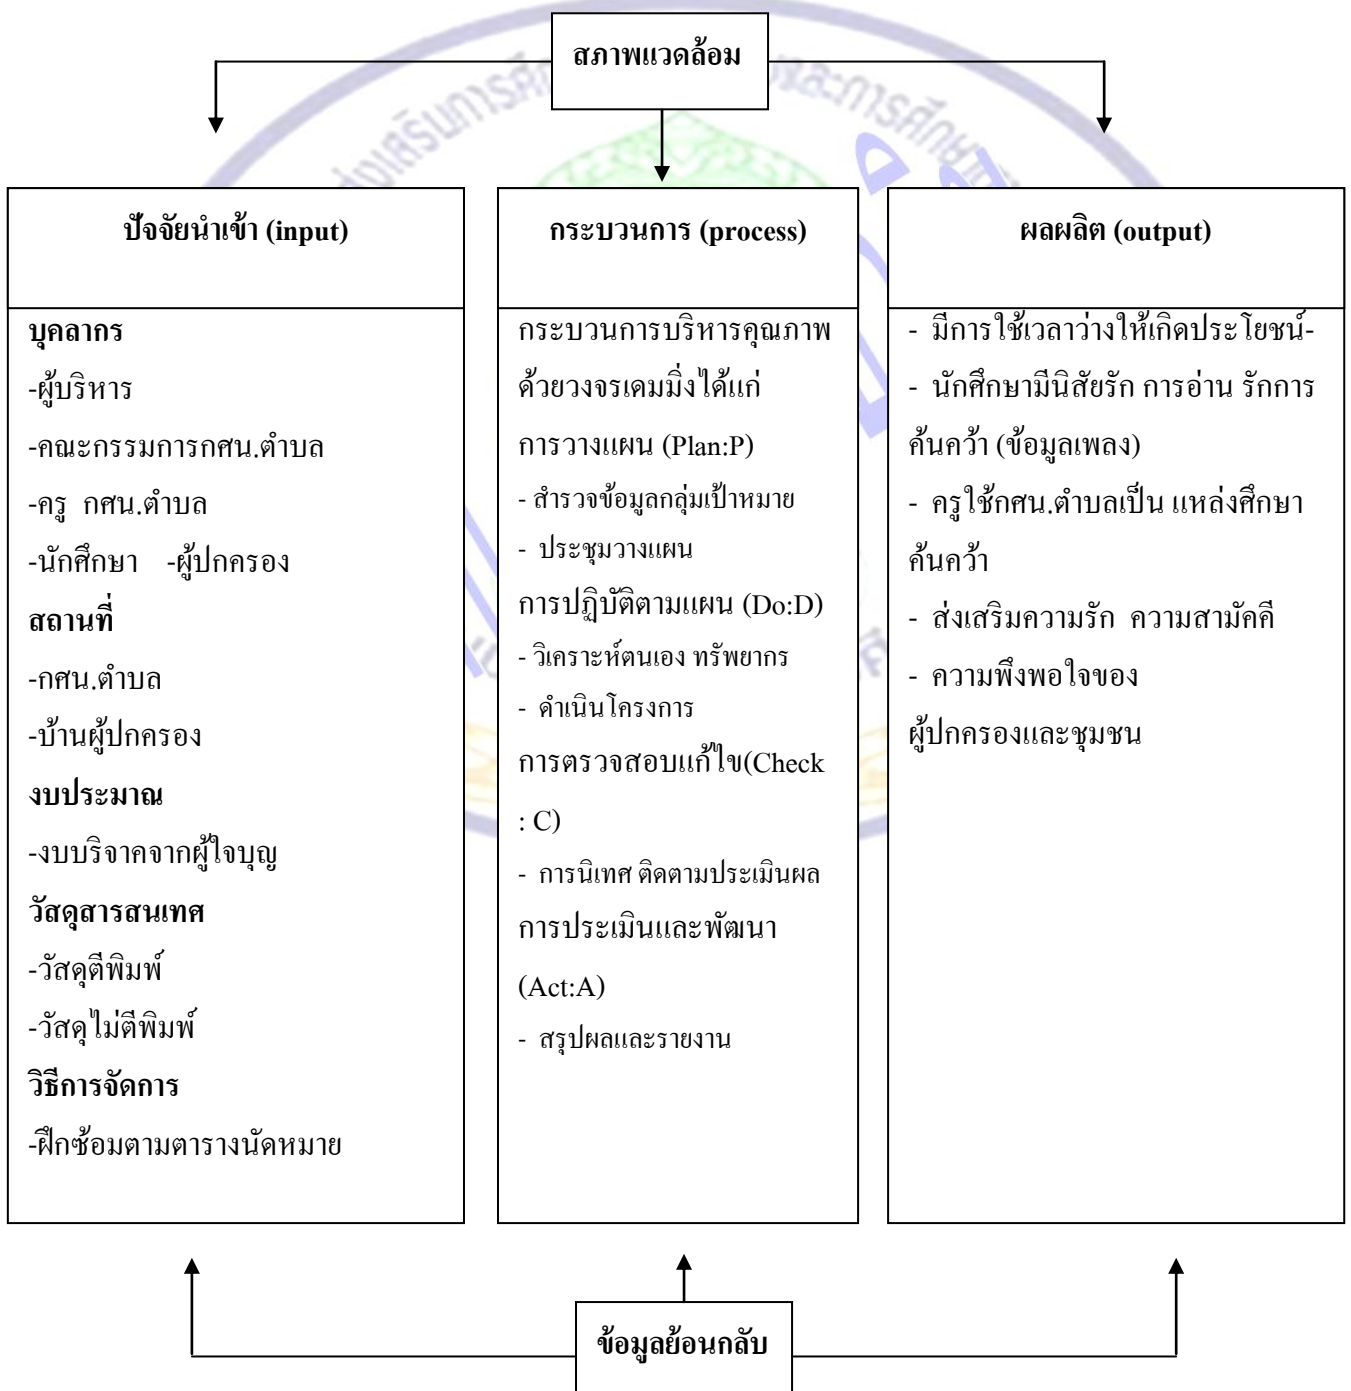 สภาพแวดล้อม
ปัจจัยนำเข้า (input)
บุคลากร
-ผู้บริหาร
-คณะกรรมการกศน.ตำบล
-ครู กศน.ตำบล
-นักศึกษา -ผู้ปกครอง
สถานที่
-กศน.ตำบล
-บ้านผู้ปกครอง
งบประมาณ
-งบบริจาคจากผู้ใจบุญ
วัสดุสารสนเทศ
-วัสดุตีพิมพ์
-วัสดุไม่ตีพิมพ์
วิธีการจัดการ
-ฝึกซ้อมตามตารางนัดหมาย
กระบวนการ (process)
กระบวนการบริหารคุณภาพ
ด้วยวงจรเดมมิ่งได้แก่
การวางแผน (Plan:P)
- สำรวจข้อมูลกลุ่มเป้าหมาย
- ประชุมวางแผน
การปฏิบัติตามแผน (Do:D)
- วิเคราะห์ตนเอง ทรัพยากร
- ดำเนินโครงการ
การตรวจสอบแก้ไข(Check
: C)
- การนิเทศ ติดตามประเมินผล
การประเมินและพัฒนา
(Act:A)
- สรุปผลและรายงาน
ผลผลิต (output)
- มีการใช้เวลาว่างให้เกิดประโยชน์-
- นักศึกษามีนิสัยรัก การอ่าน รักการ
ค้นคว้า (ข้อมูลเพลง)
- ครูใช้กศน.ตำบลเป็น แหล่งศึกษา
ค้นคว้า
- ส่งเสริมความรัก ความสามัคคี
- ความพึงพอใจของ
ผู้ปกครองและชุมชน
ข้อมูลย้อนกลับ